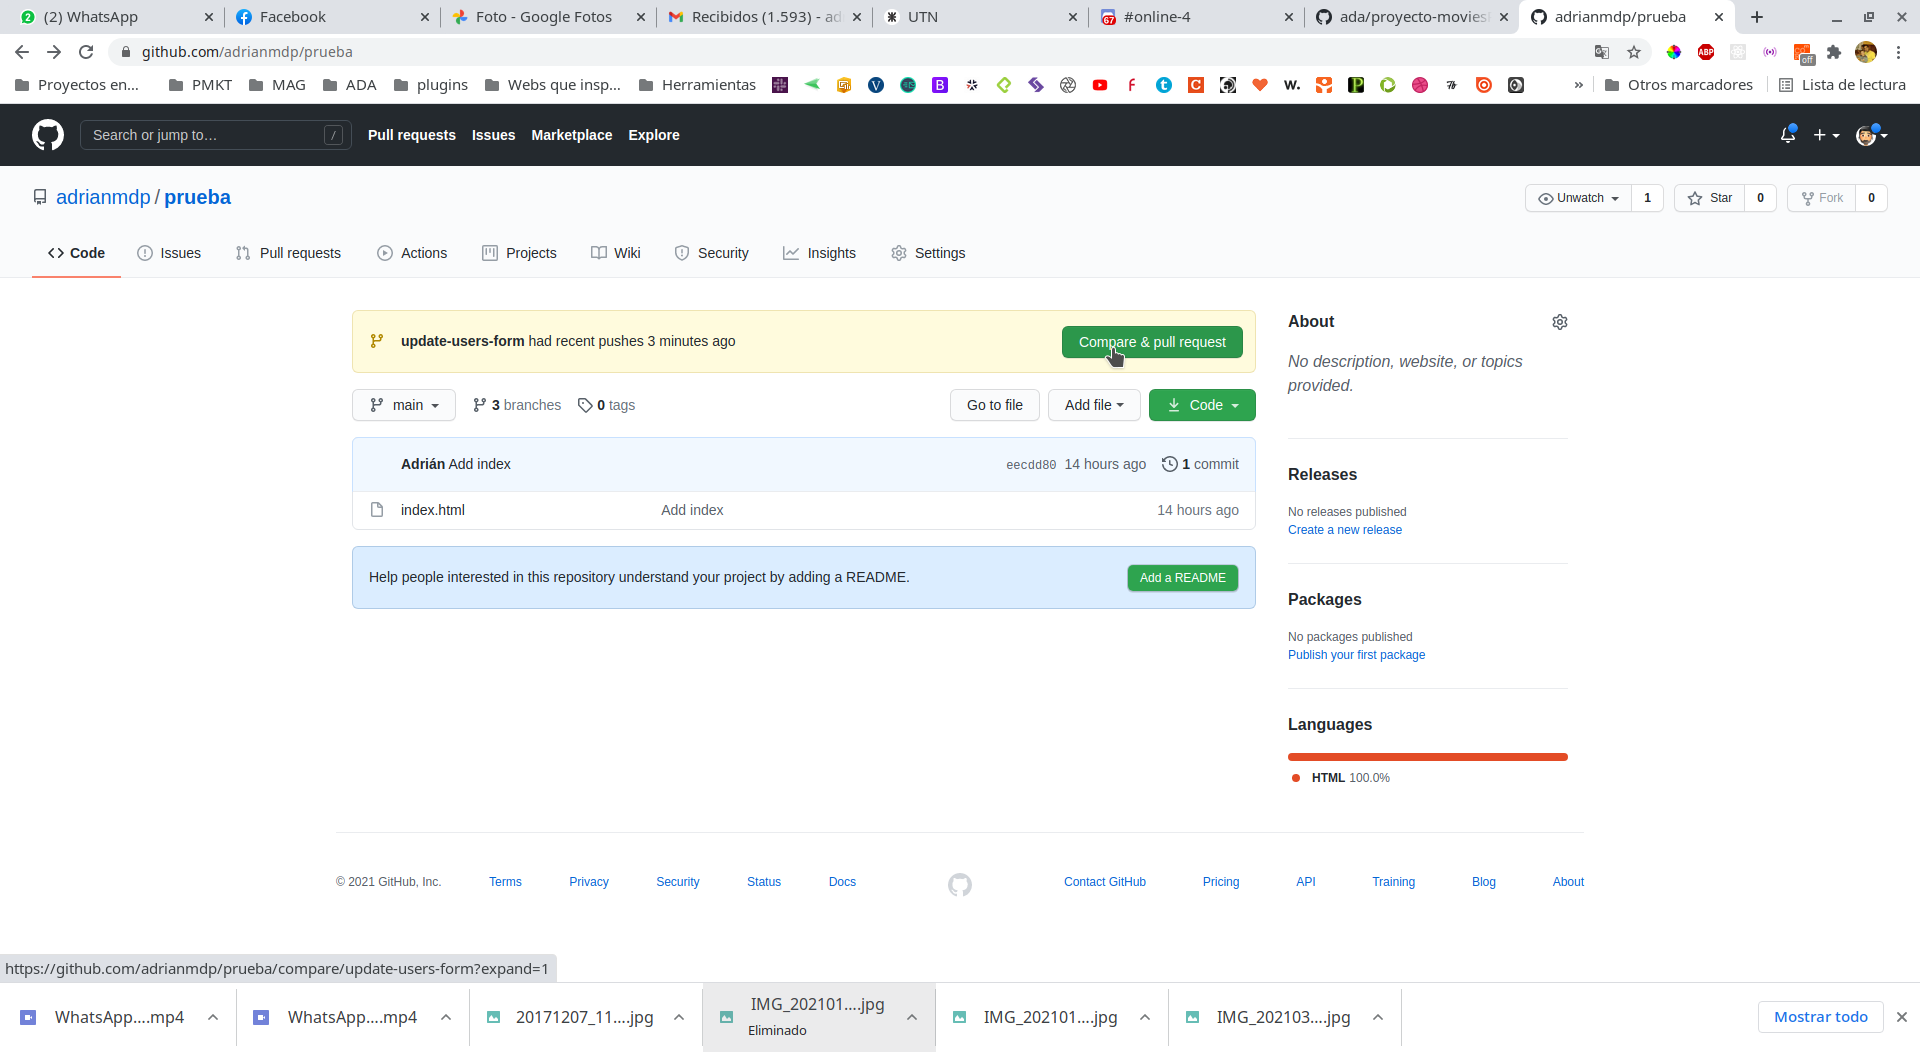 (2) WhatsApp
Facebook
Foto - Google Fotos
Recibidos (1.593) - ad
UTN
#online-4
ada/proyecto-movies
adrianmdp/prueba
github.com/adrianmdp/prueba
ABP
off
Proyectos en...
PMKT
MAG
ADA
plugins
Webs que insp...
Herramientas
»
Otros marcadores
Lista de lectura
Search or jump to…
/
Pull requests
Issues
Marketplace
Explore
adrianmdp / prueba
Unwatch
1
Star
0
Fork
0
Code
Issues
Pull requests
Actions
Projects
Wiki
Security
Insights
Settings
update-users-form had recent pushes 3 minutes ago
Compare & pull request
main
3 branches
0 tags
Go to file
Add file
Code
Adrián Add index
eecdd80 14 hours ago
1 commit
index.html
Add index
14 hours ago
Help people interested in this repository understand your project by adding a README.
Add a README
About
No description, website, or topics
provided.
Releases
No releases published
Create a new release
Packages
No packages published
Publish your first package
Languages
HTML 100.0%
© 2021 GitHub, Inc.
Terms
Privacy
Security
Status
Docs
Contact GitHub
Pricing
API
Training
Blog
About
https://github.com/adrianmdp/prueba/compare/update-users-form?expand=1
WhatsApp....mp4
WhatsApp....mp4
20171207_11....jpg
IMG_202101....jpg
Eliminado
IMG_202101....jpg
IMG_202103....jpg
Mostrar todo